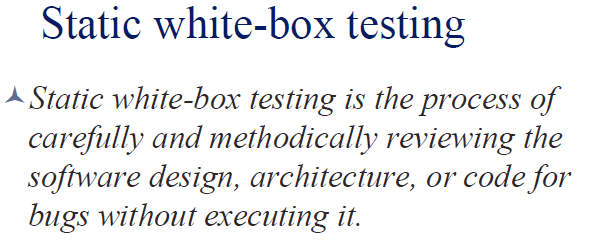 Static white-box testing
Static white-box testing is the process of
carefully and methodically reviewing the
software design, architecture, or code for
bugs without executing it.